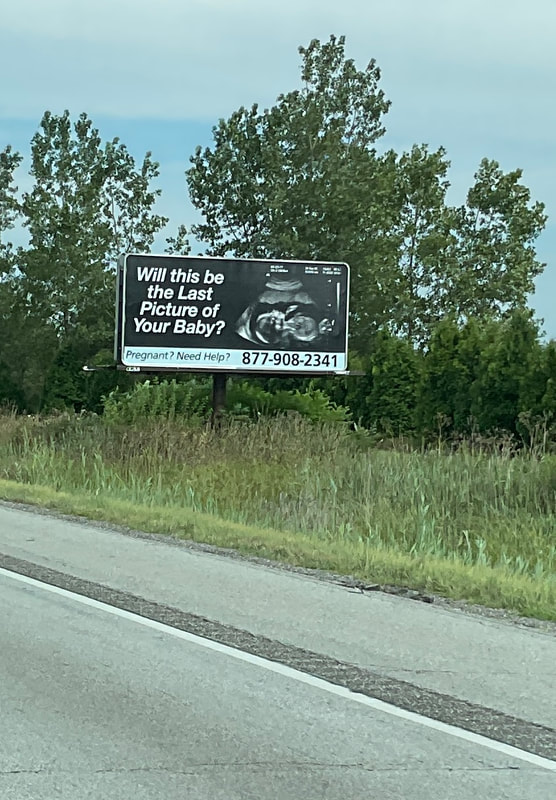 Will this be
the Last
Picture of
Your Baby?
Pregnant? Need Help? 877-908-2341